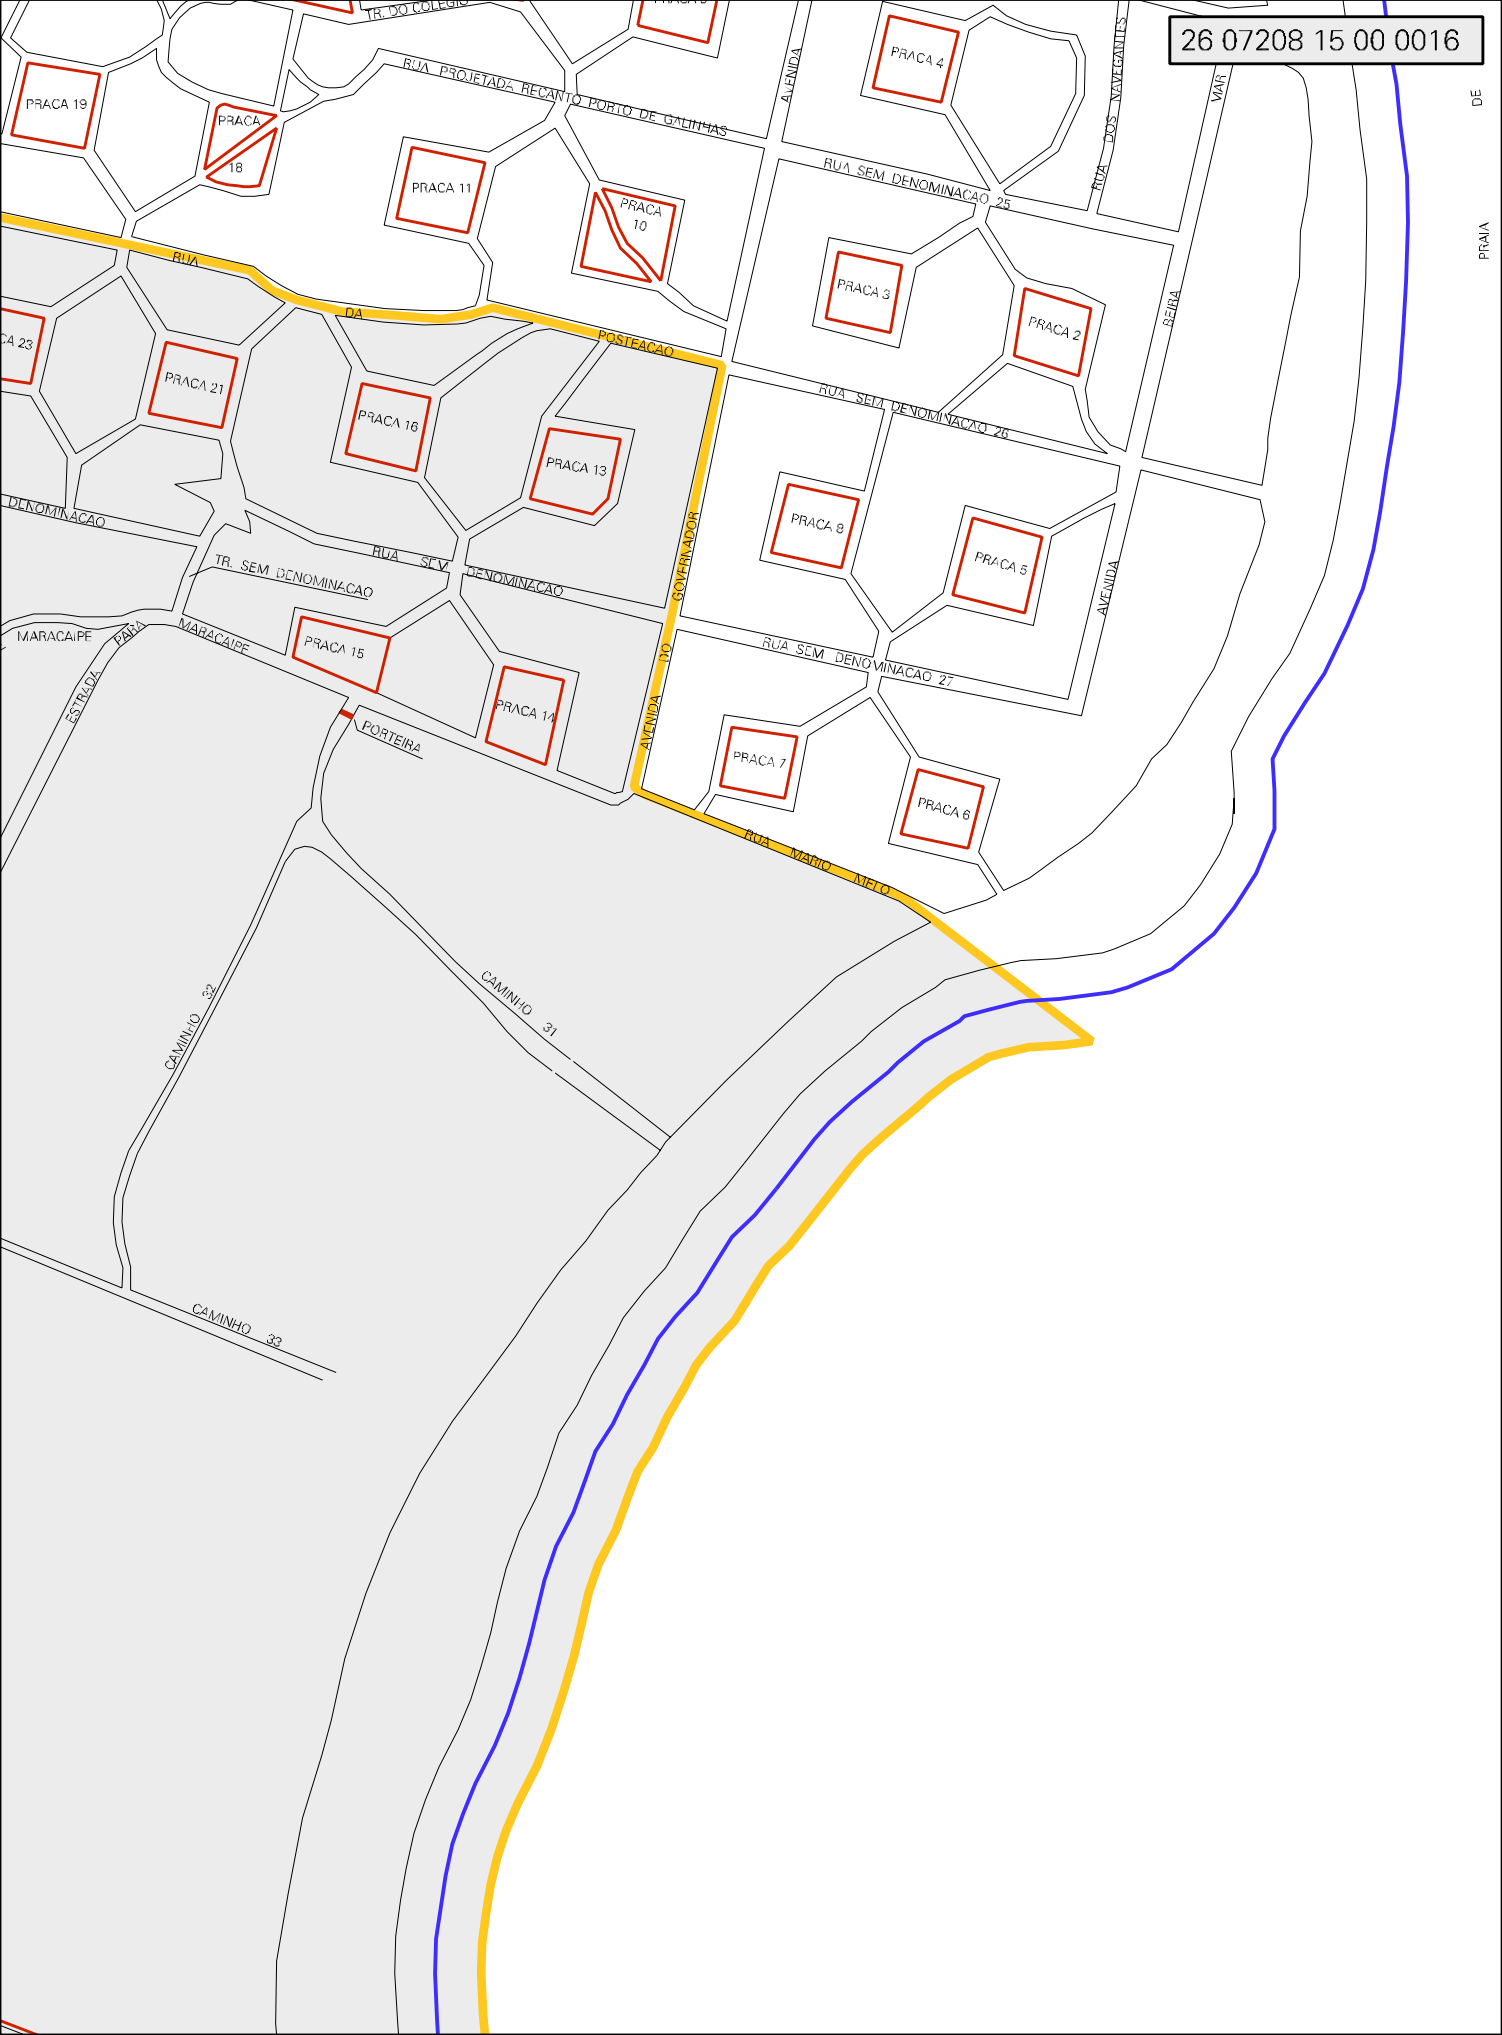 TR. DO COLEGIO
26 07208 15 00 0016
PRACA 4
AVENIDA
RUA DOS NAVEGANTES
MAR
DE
RUA PROJETADA RECANTO PORTO DE GALINHAS
PRACA 19
PRACA
18
PRACA 11
RUA SEM DENOMINACAO 25
PRACA
10
PRAIA
RUA
DA
POSTEACAO
PRACA 3
PRACA 2
BEIRA
CA 23
PRACA 21
PRACA 16
PRACA 13
RUA SEM DENOMINACAO 26
DENOMINACAO
PRACA 8
PRACA 5
AVENIDA
GOVERNADOR
DO
AVENIDA
RUA SEM DENOMINACAO
TR. SEM DENOMINACAO
MARACAIPE
PARA
ESTRADA
MARACAIPE
PRACA 15
RUA SEM DENOMINACAO 27
PRACA 14
PORTEIRA
PRACA 7
PRACA 6
RUA MARIO MELO
CAMINHO 32
CAMINHO 31
CAMINHO 33